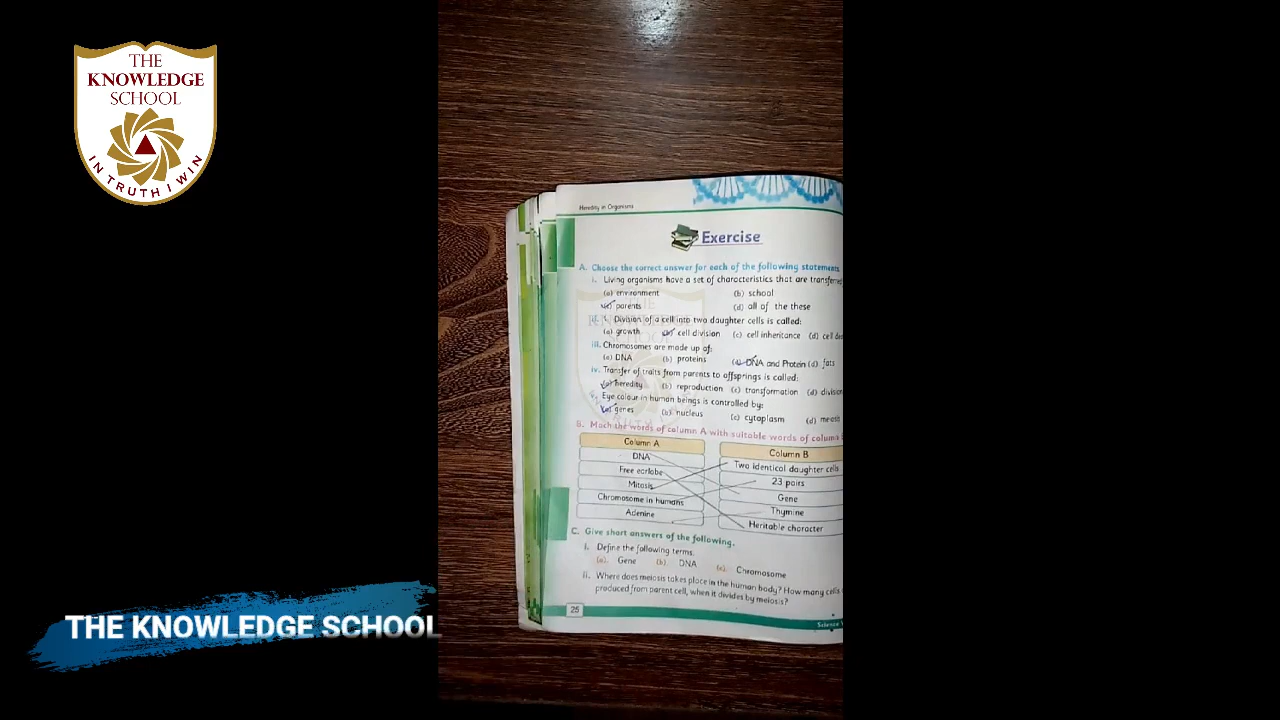 THE
KNOWLEDGE
SCHOOL
IN TRUTH I WIN
Heredity in Organisms
Exercise
A. Choose the correct answer for each of the following statements
i. Living organisms have a set of characteristics that are transferred
(a) environment (b) school
(c) parents (d) all of the these
ii. Division of a cell into two daughter cells is called:
(a) growth (b) cell division (c) cell inheritance (d) cell
iii. Chromosomes are made up of:
(a) DNA (b) proteins (c) DNA and Protein (d) fats
iv. Transfer of traits from parents to offsprings is called:
(a) heredity (b) reproduction (c) transformation (d) division
v. Eye colour in human beings is controlled by:
(a) genes (b) nucleus (c) cytoplasm (d) meiosis
B. Mach the words of column A with suitable words of column
Column A Column B
DNA Two identical daughter cells
Free earlobe 23 pairs
Mitosis Gene
Chromosome in humans Thymine
Adenine Heritable character
C. Give short answers of the following.
i. Define the following terms.
(a). Gene (b). DNA (c). Chromosome
ii. Where does meiosis takes place in the human body? How many cells
produced from parent cell, when it divides by meiosis?
25
Science
THE KNOWLEDGE SCHOOL